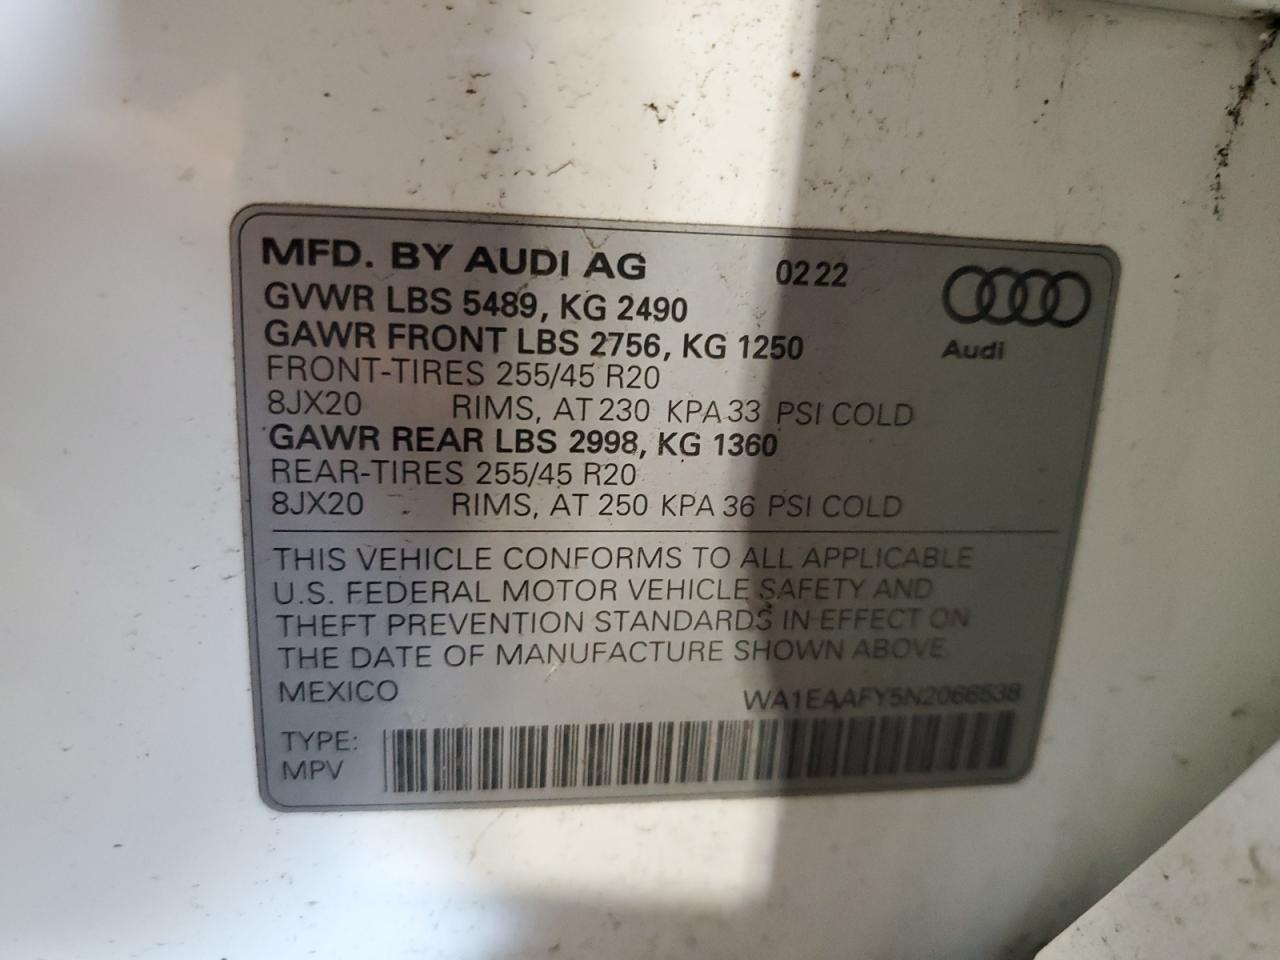 MFD. BY AUDI AG 0222
GVWR LBS 5489, KG 2490
GAWR FRONT LBS 2756, KG 1250
Audi
FRONT-TIRES 255/45 R20
8JX20 RIMS, AT 230 KPA 33 PSI COLD
GAWR REAR LBS 2998, KG 1360
REAR-TIRES 255/45 R20
8JX20 RIMS, AT 250 KPA 36 PSI COLD
THIS VEHICLE CONFORMS TO ALL APPLICABLE
U.S. FEDERAL MOTOR VEHICLE SAFETY AND
THEFT PREVENTION STANDARDS IN EFFECT ON
THE DATE OF MANUFACTURE SHOWN ABOVE
MEXICO WA1EAAFY5N2066538
TYPE:
MPV